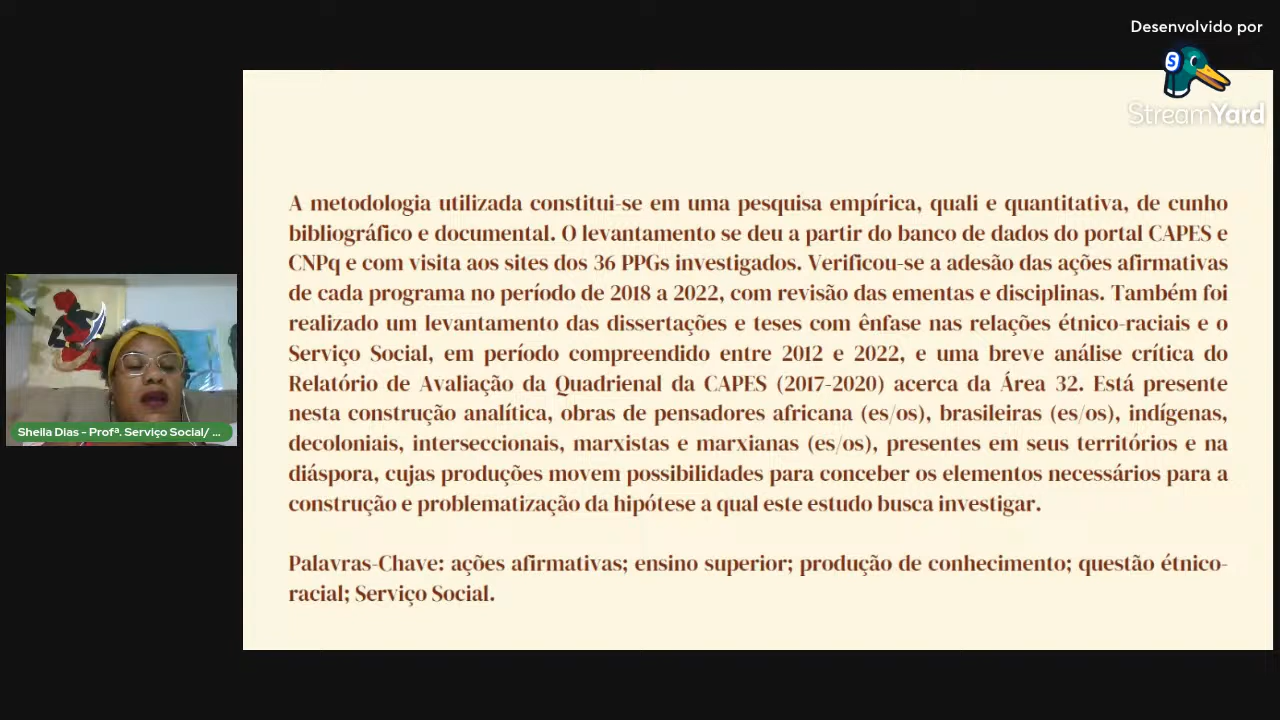 Desenvolvido por
StreamYard
A metodologia utilizada constitui-se em uma pesquisa empírica, quali e quantitativa, de cunho
bibliográfico e documental. O levantamento se deu a partir do banco de dados do portal CAPES e
CNPq e com visita aos sites dos 36 PPGs investigados. Verificou-se a adesão das ações afirmativas
de cada programa no período de 2018 a 2022, com revisão das ementas e disciplinas. Também foi
realizado um levantamento das dissertações e teses com ênfase nas relações étnico-raciais e o
Serviço Social, em período compreendido entre 2012 e 2022, e uma breve análise crítica do
Relatório de Avaliação da Quadrienal da CAPES (2017-2020) acerca da Área 32. Está presente
nesta construção analítica, obras de pensadores africana (es/os), brasileiras (es/os), indígenas,
decoloniais, interseccionais, marxistas e marxianas (es/os), presentes em seus territórios e na
diáspora, cujas produções movem possibilidades para conceber os elementos necessários para a
construção e problematização da hipótese a qual este estudo busca investigar.
Palavras-Chave: ações afirmativas; ensino superior; produção de conhecimento; questão étnico-
racial; Serviço Social.
Sheila Dias - Profª. Serviço Social/ ...